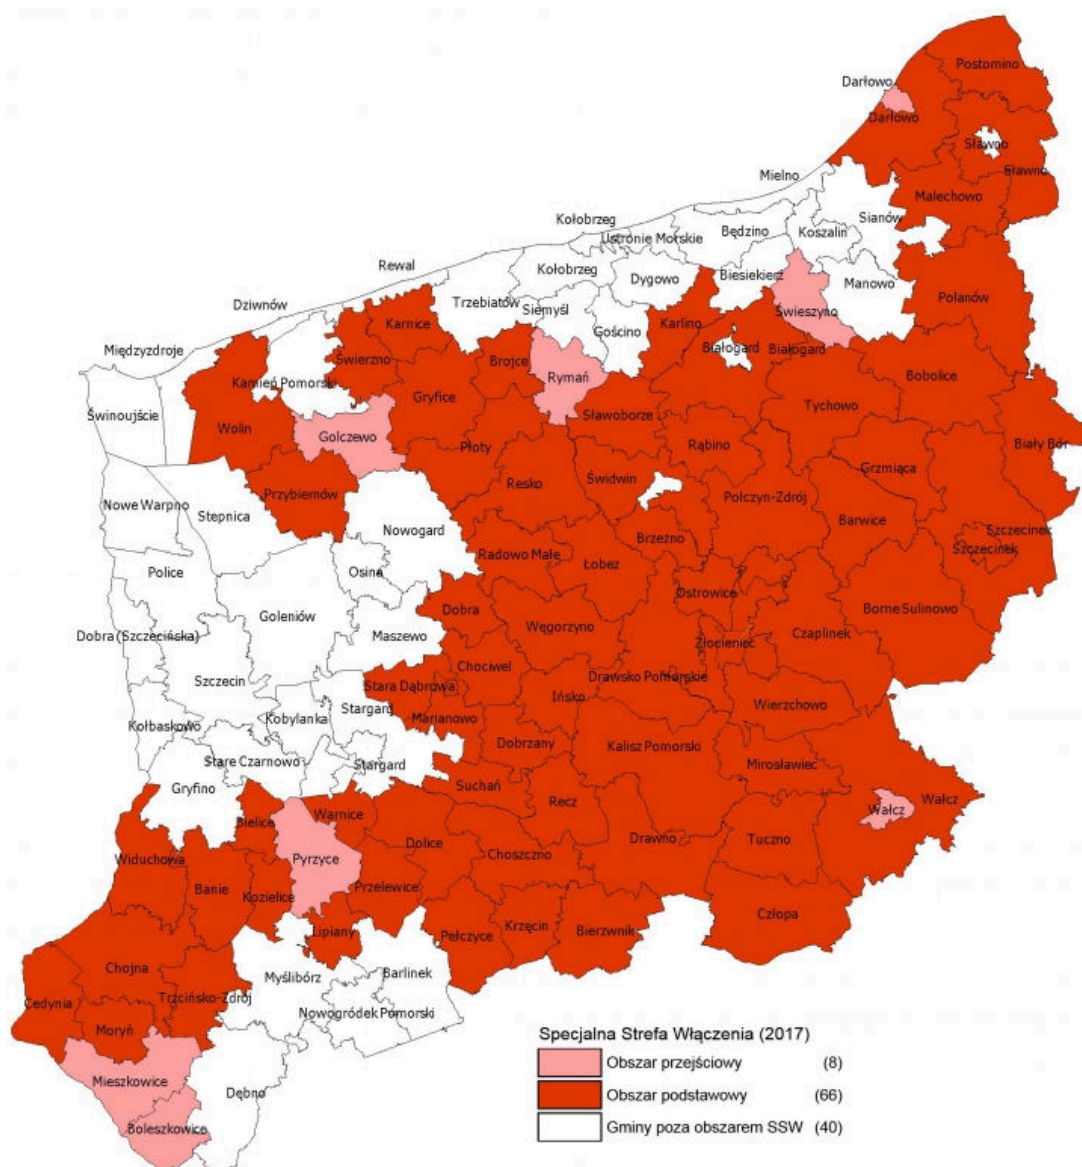 Postomino
Darłowo
Darłowo
Sławno
Sławno
Mielno
Malechowo
Sianów
Kołobrzeg
Ustronie Morskie
Będzino
Koszalin
Rewal
Kołobrzeg
Dygowo
Biesiekierz
Manowo
Polanów
Dziwnów
Trzebiatów
Siemyśl
Świeszyno
Karnice
Gościno
Karlino
Międzyzdroje
Świerzno
Brojce
Białogard
Białogard
Bobolice
Kamień Pomorski
Rymań
Gryfice
Tychowo
Świnoujście
Wolin
Golczewo
Sławoborze
Płoty
Rąbino
Biały Bór
Grzmiąca
Przybiernów
Resko
Świdwin
Nowe Warpno
Stepnica
Połczyn-Zdrój
Barwice
Nowogard
Szczecinek
Brzeżno
Szczecinek
Radowo Małe
Łobez
Police
Osina
Ostrowice
Dobra
Borne Sulinowo
Goleniów
Węgorzyno
Dobra (Szczecińska)
Maszewo
Złocieniec
Czaplinek
Chociwel
Szczecin
Stara Dąbrowa
Drawsko Pomorskie
Ińsko
Wierzchowo
Stargard
Kobylanka
Marianowo
Kołbaskowo
Dobrzany
Kalisz Pomorski
Stare Czarnowo
Stargard
Mirosławiec
Gryfino
Suchań
Recz
Wałcz
Wałcz
Bielice
Warnice
Drawno
Tuczno
Dolice
Choszczno
Widuchowa
Pyrzyce
Banie
Kozielice
Przelewice
Człopa
Krzęcin
Bierzwnik
Lipiany
Pełczyce
Chojna
Myślibórz
Barlinek
Cedynia
Trzcińsko-Zdrój
Nowogródek Pomorski
Moryń
Mieszkowice
Dębno
Boleszkowice
Specjalna Strefa Włączenia (2017)
Obszar przejściowy (8)
Obszar podstawowy (66)
Gminy poza obszarem SSW (40)